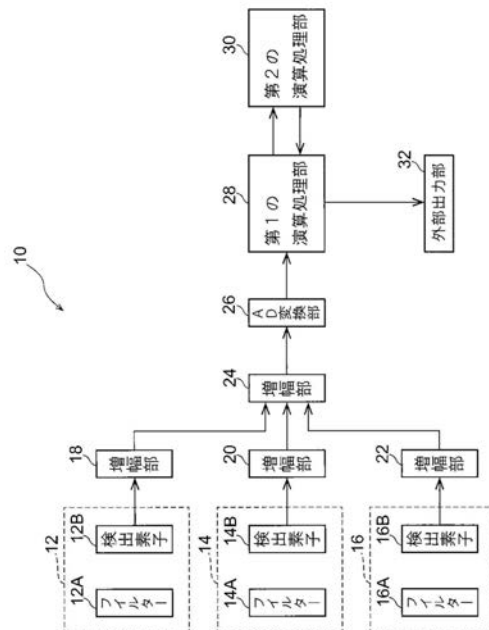 10
12
12A
フィルター
12B
検出素子
18
増幅部
14
14A
フィルター
14B
検出素子
20
増幅部
16
16A
フィルター
16B
検出素子
22
増幅部
24
増幅部
26
AD変換部
28
第1の
演算処理部
30
第2の
演算処理部
32
外部出力部